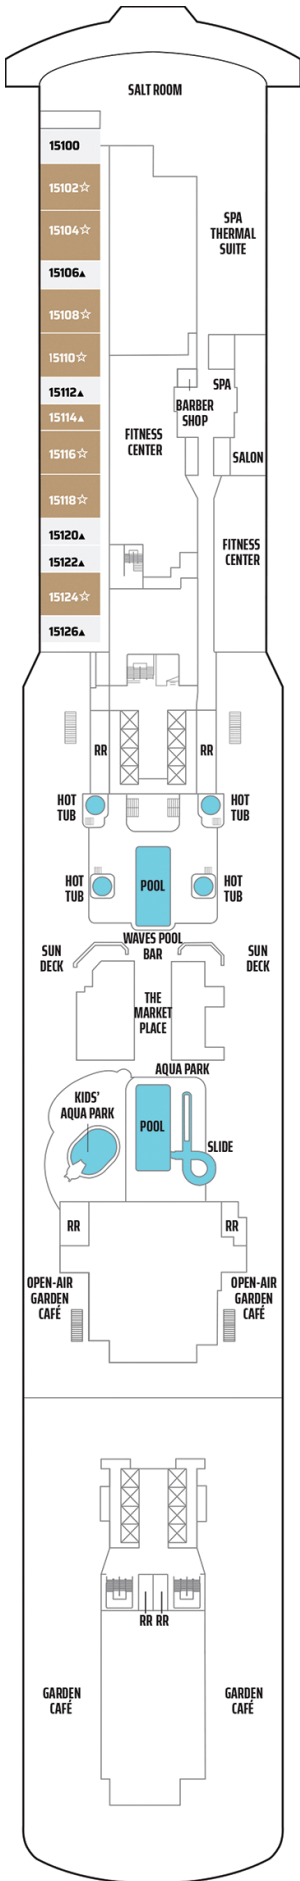 SALT ROOM
15100
15102☆
15104☆
SPA
THERMAL
SUITE
15106▲
15108☆
15110☆
15112▲
SPA
BARBER
SHOP
15114▲
FITNESS
CENTER
15116☆
SALON
15118☆
15120▲
FITNESS
CENTER
15122▲
15124☆
15126▲
RR
RR
HOT
TUB
HOT
TUB
HOT
TUB
POOL
HOT
TUB
WAVES POOL
BAR
SUN
DECK
SUN
DECK
THE
MARKET
PLACE
AQUA PARK
KIDS'
AQUA PARK
POOL
SLIDE
RR
RR
OPEN-AIR
GARDEN
CAFÉ
OPEN-AIR
GARDEN
CAFÉ
RR RR
GARDEN
CAFÉ
GARDEN
CAFÉ